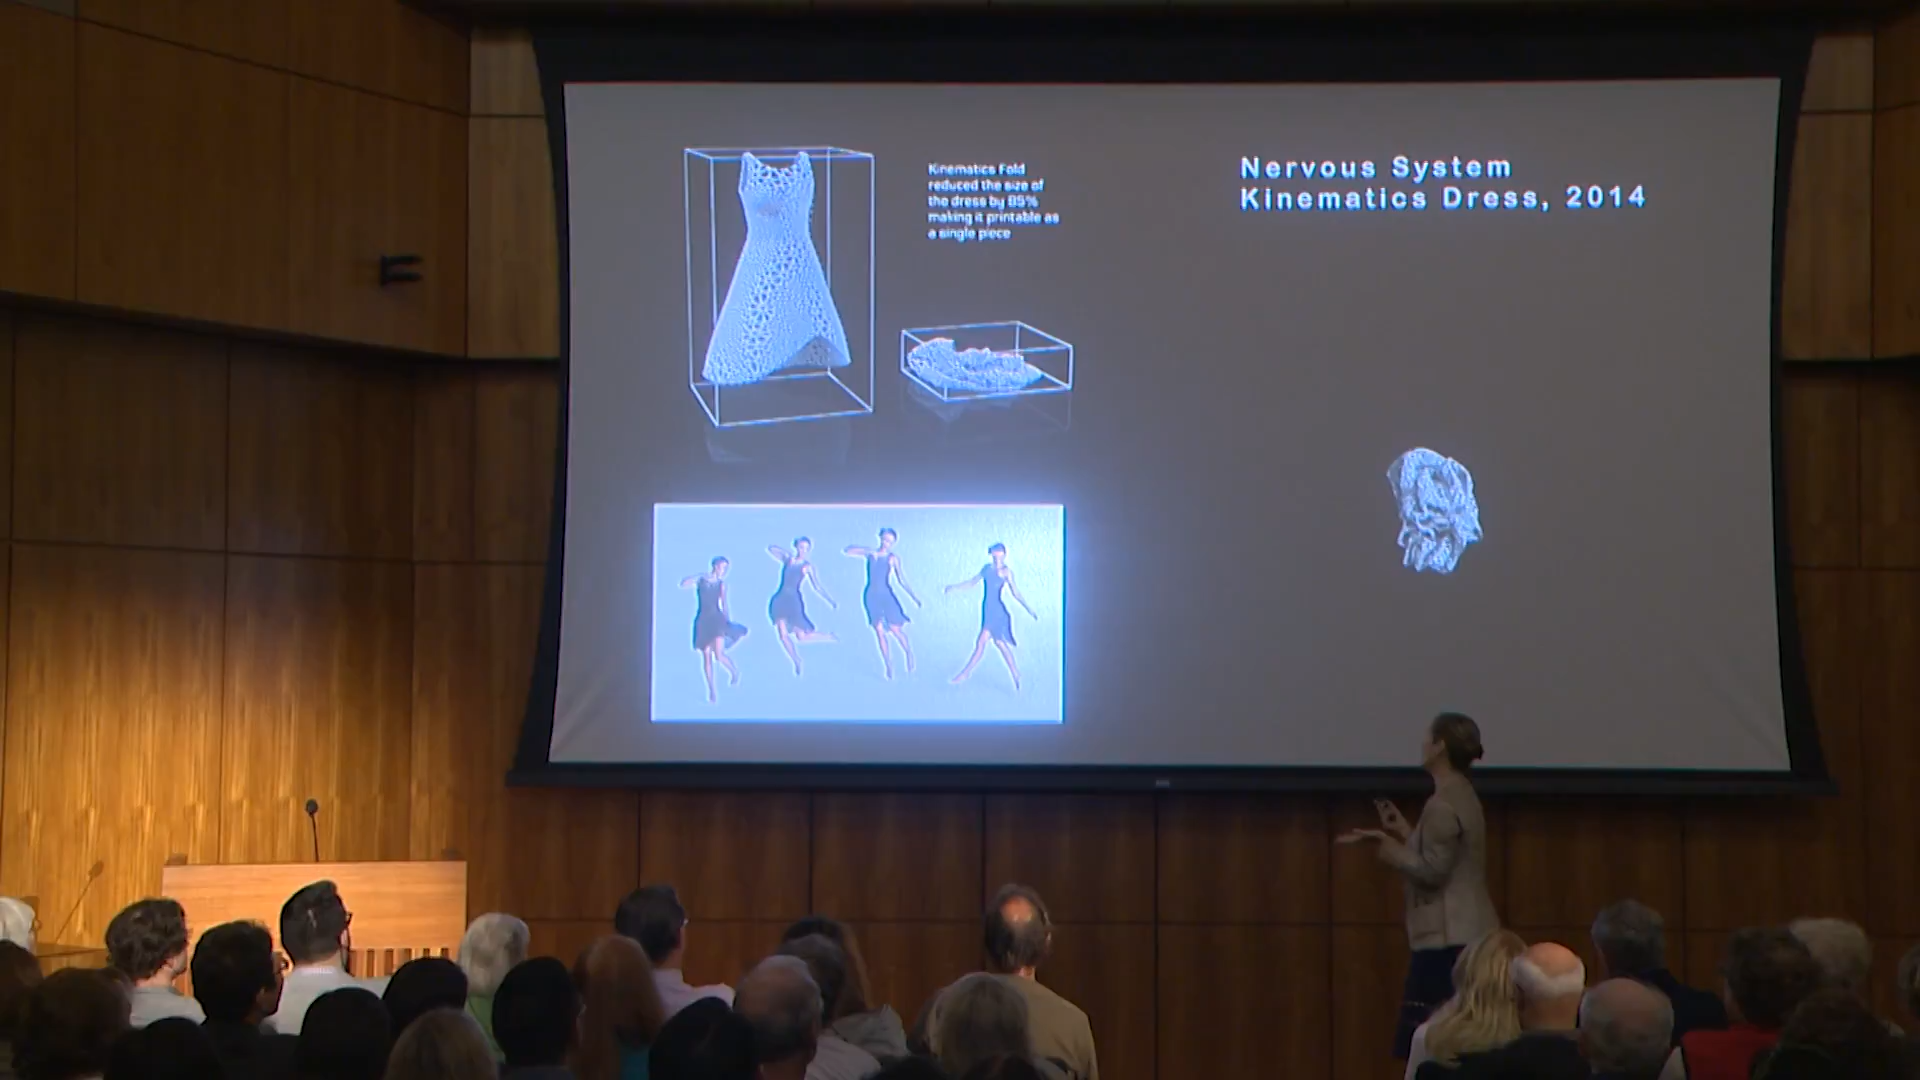 Kinematics Fold
reduced the size of
the dress by 85%
making it printable as
a single piece
Nervous System
Kinematics Dress, 2014